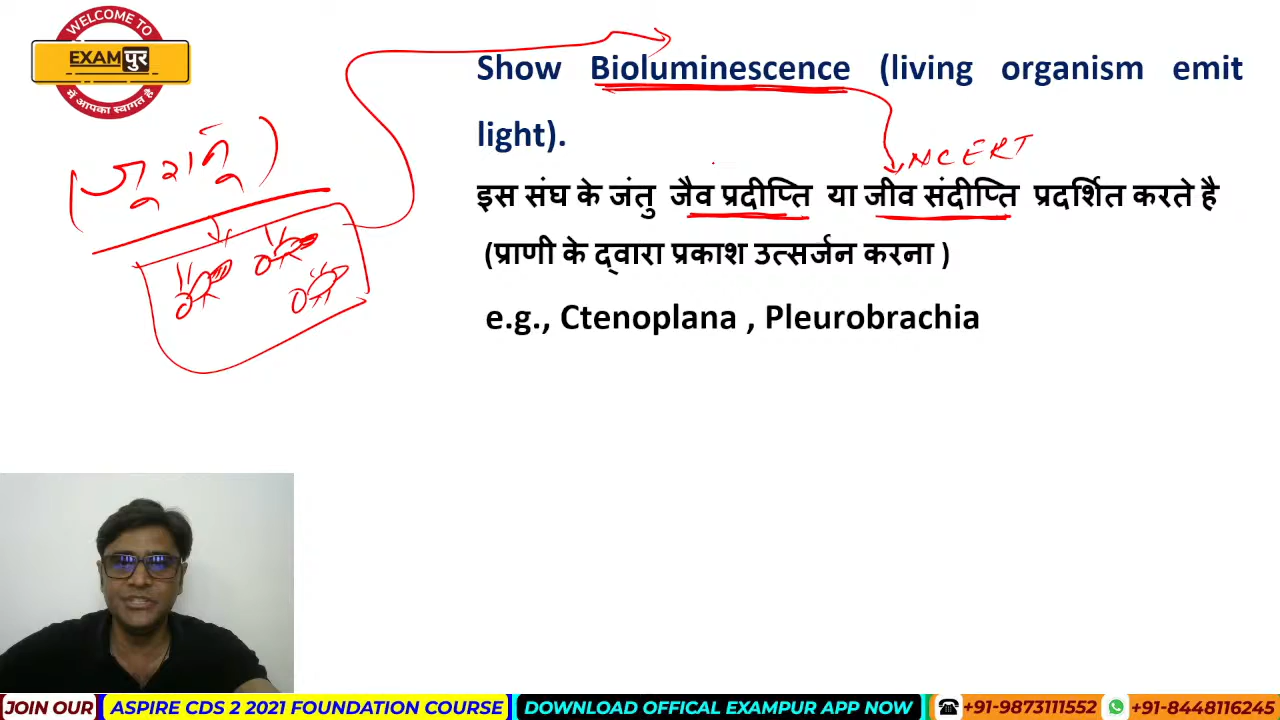 WELCOME TO
EXAMपुर
में आपका स्वागत है
Show Bioluminescence (living organism emit
light).
NCERT
(जुगनू)
इस संघ के जंतु जैव प्रदीप्ति या जीव संदीप्ति प्रदर्शित करते है
(प्राणी के द्वारा प्रकाश उत्सर्जन करना )
e.g., Ctenoplana , Pleurobrachia
JOIN OUR ASPIRE CDS 2 2021 FOUNDATION COURSE DOWNLOAD OFFICAL EXAMPUR APP NOW +91-9873111552 +91-8448116245